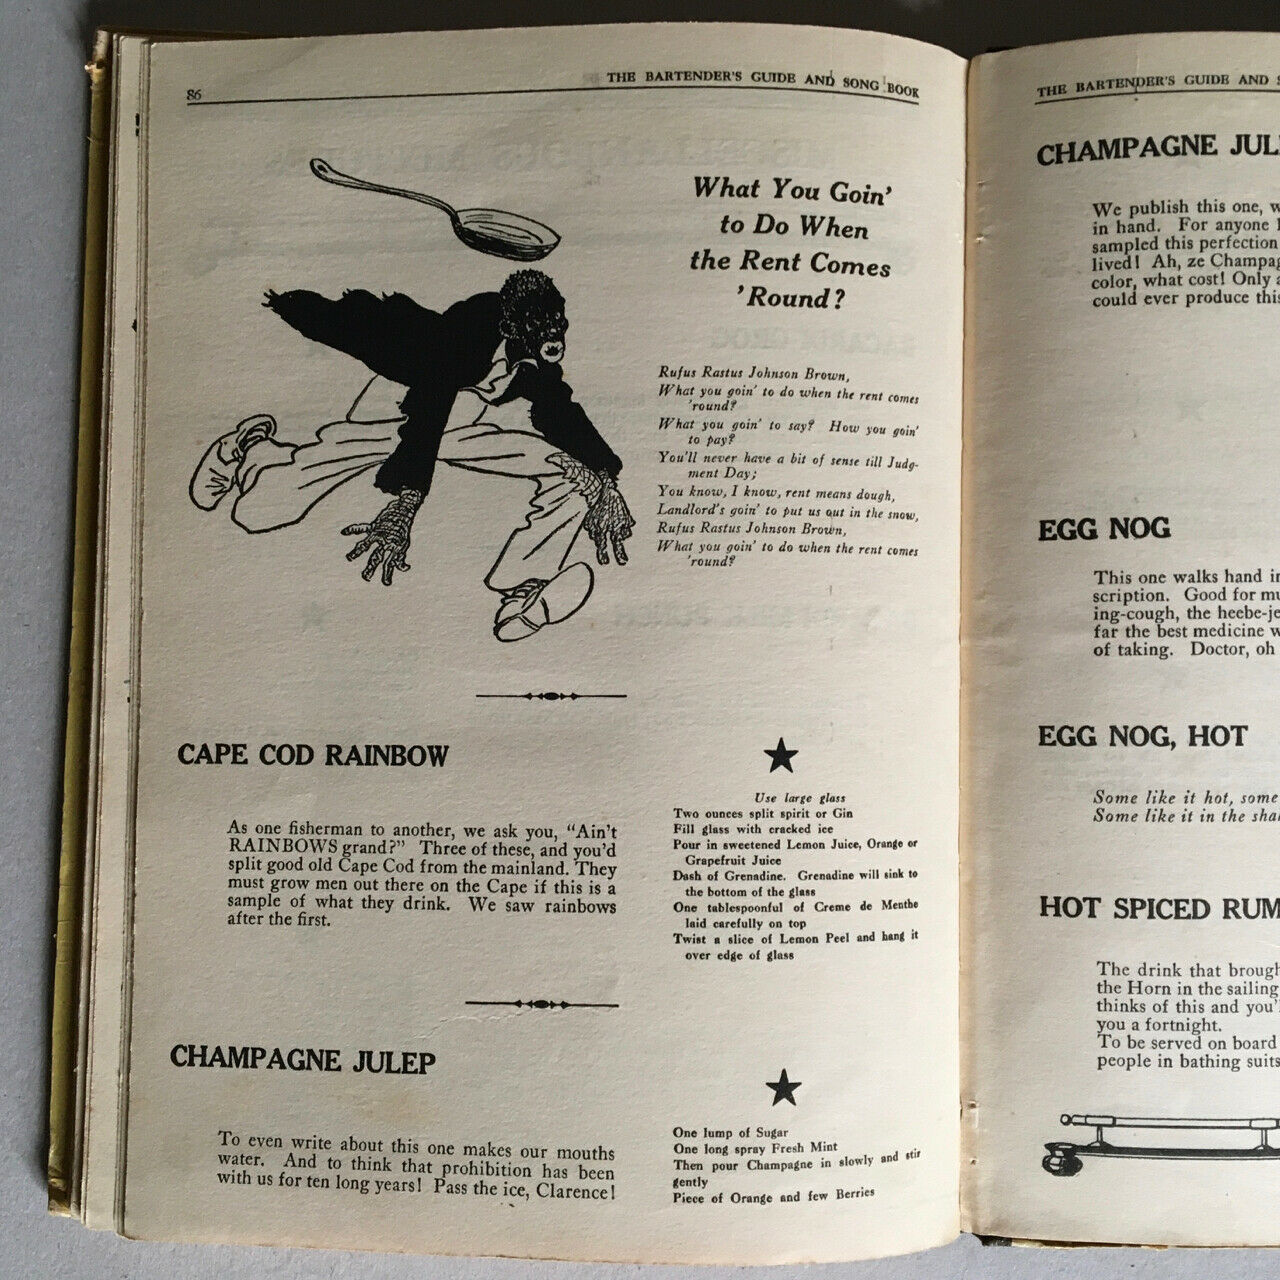 86
THE BARTENDER'S GUIDE AND SONG BOOK
What You Goin'
to Do When
the Rent Comes
'Round?
Rufus Rastus Johnson Brown,
What you goin' to do when the rent comes
'round?
What you goin' to say? How you goin'
to pay?
You'll never have a bit of sense till Judg-
ment Day;
You know, I know, rent means dough,
Landlord's goin' to put us out in the snow,
Rufus Rastus Johnson Brown,
What you goin' to do when the rent comes
'round?
CAPE COD RAINBOW
As one fisherman to another, we ask you, "Ain't
RAINBOWS grand?" Three of these, and you'd
split good old Cape Cod from the mainland. They
must grow men out there on the Cape if this is a
sample of what they drink. We saw rainbows
after the first.
Use large glass
Two ounces split spirit or Gin
Fill glass with cracked ice
Pour in sweetened Lemon Juice, Orange or
Grapefruit Juice
Dash of Grenadine. Grenadine will sink to
the bottom of the glass
One tablespoonful of Creme de Menthe
laid carefully on top
Twist a slice of Lemon Peel and hang it
over edge of glass
CHAMPAGNE JULEP
To even write about this one makes our mouths
water. And to think that prohibition has been
with us for ten long years! Pass the ice, Clarence!
One lump of Sugar
One long spray Fresh Mint
Then pour Champagne in slowly and stir
gently
Piece of Orange and few Berries
THE BARTENDER'S GUIDE AND
CHAMPAGNE
We publish this one,
in hand. For anyone
sampled this perfection
lived! Ah, ze
color, what cost! Only
could ever produce
EGG NOG
This one walks hand
scription. Good for
ing-cough, the
far the best medicine
of taking. Doctor, oh
EGG NOG, HOT
Some like it hot, some
Some like it in the
HOT SPICED RUM
The drink that
the Horn in the sailing
thinks of this and
you a fortnight.
To be served on board
people in bathing suits